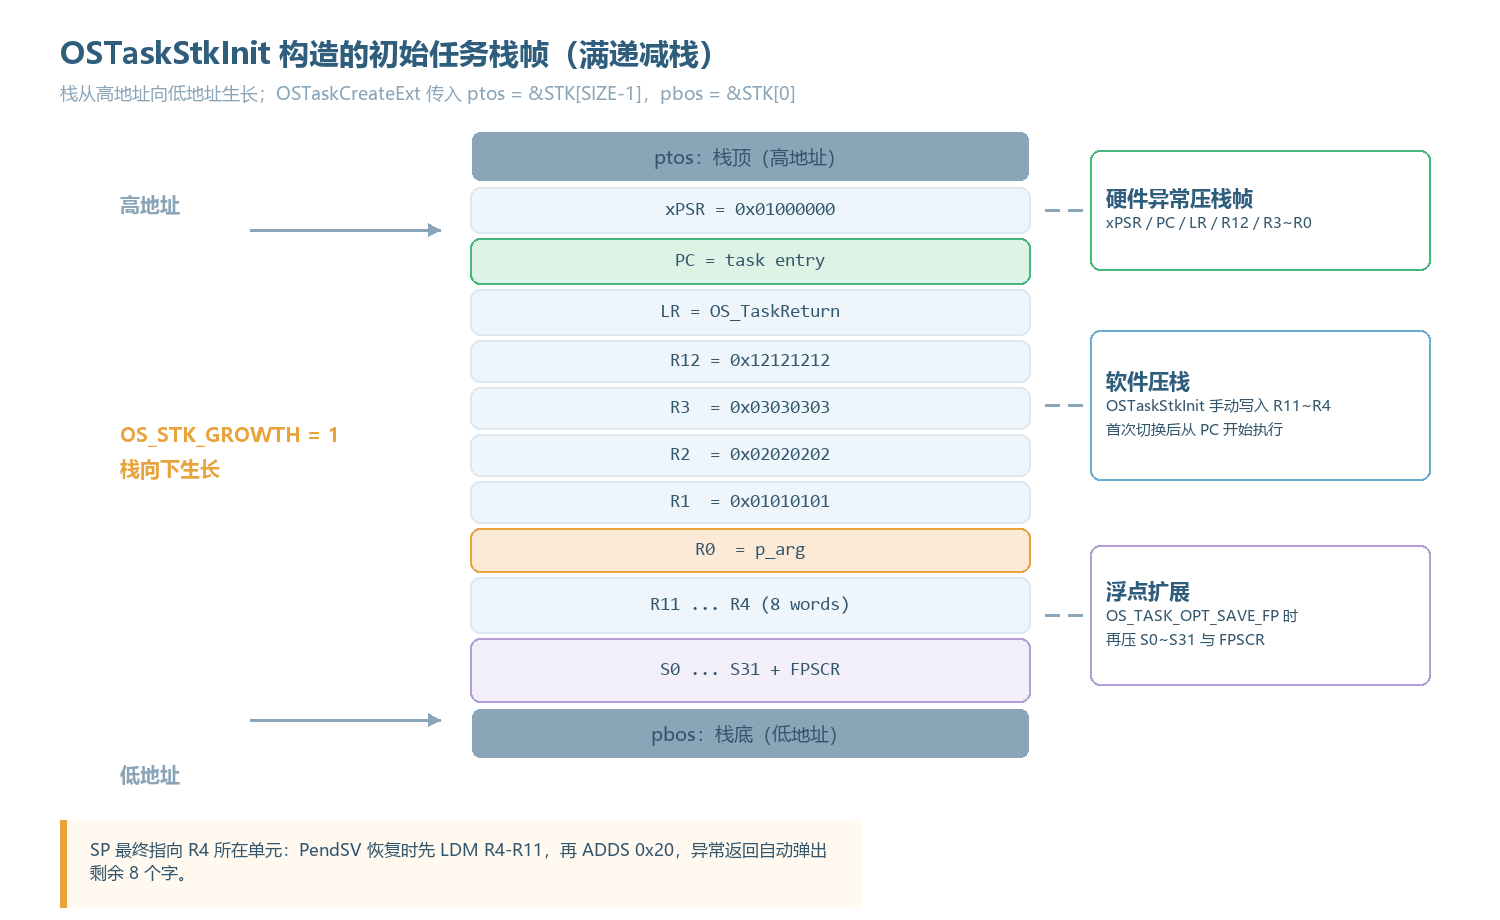 OSTaskStkInit 构造的初始任务栈帧（满递减栈）
栈从高地址向低地址生长；OSTaskCreateExt 传入 ptos = &STK[SIZE-1]，pbos = &STK[0]
ptos：栈顶（高地址）
高地址
xPSR = 0x01000000
PC = task entry
LR = OS_TaskReturn
R12 = 0x12121212
R3  = 0x03030303
R2  = 0x02020202
R1  = 0x01010101
R0  = p_arg
R11 ... R4 (8 words)
S0 ... S31 + FPSCR
pbos：栈底（低地址）
OS_STK_GROWTH = 1
栈向下生长
低地址
硬件异常压栈帧
xPSR / PC / LR / R12 / R3~R0
软件压栈
OSTaskStkInit 手动写入 R11~R4
首次切换后从 PC 开始执行
浮点扩展
OS_TASK_OPT_SAVE_FP 时
再压 S0~S31 与 FPSCR
SP 最终指向 R4 所在单元：PendSV 恢复时先 LDM R4-R11，再 ADDS 0x20，异常返回自动弹出
剩余 8 个字。